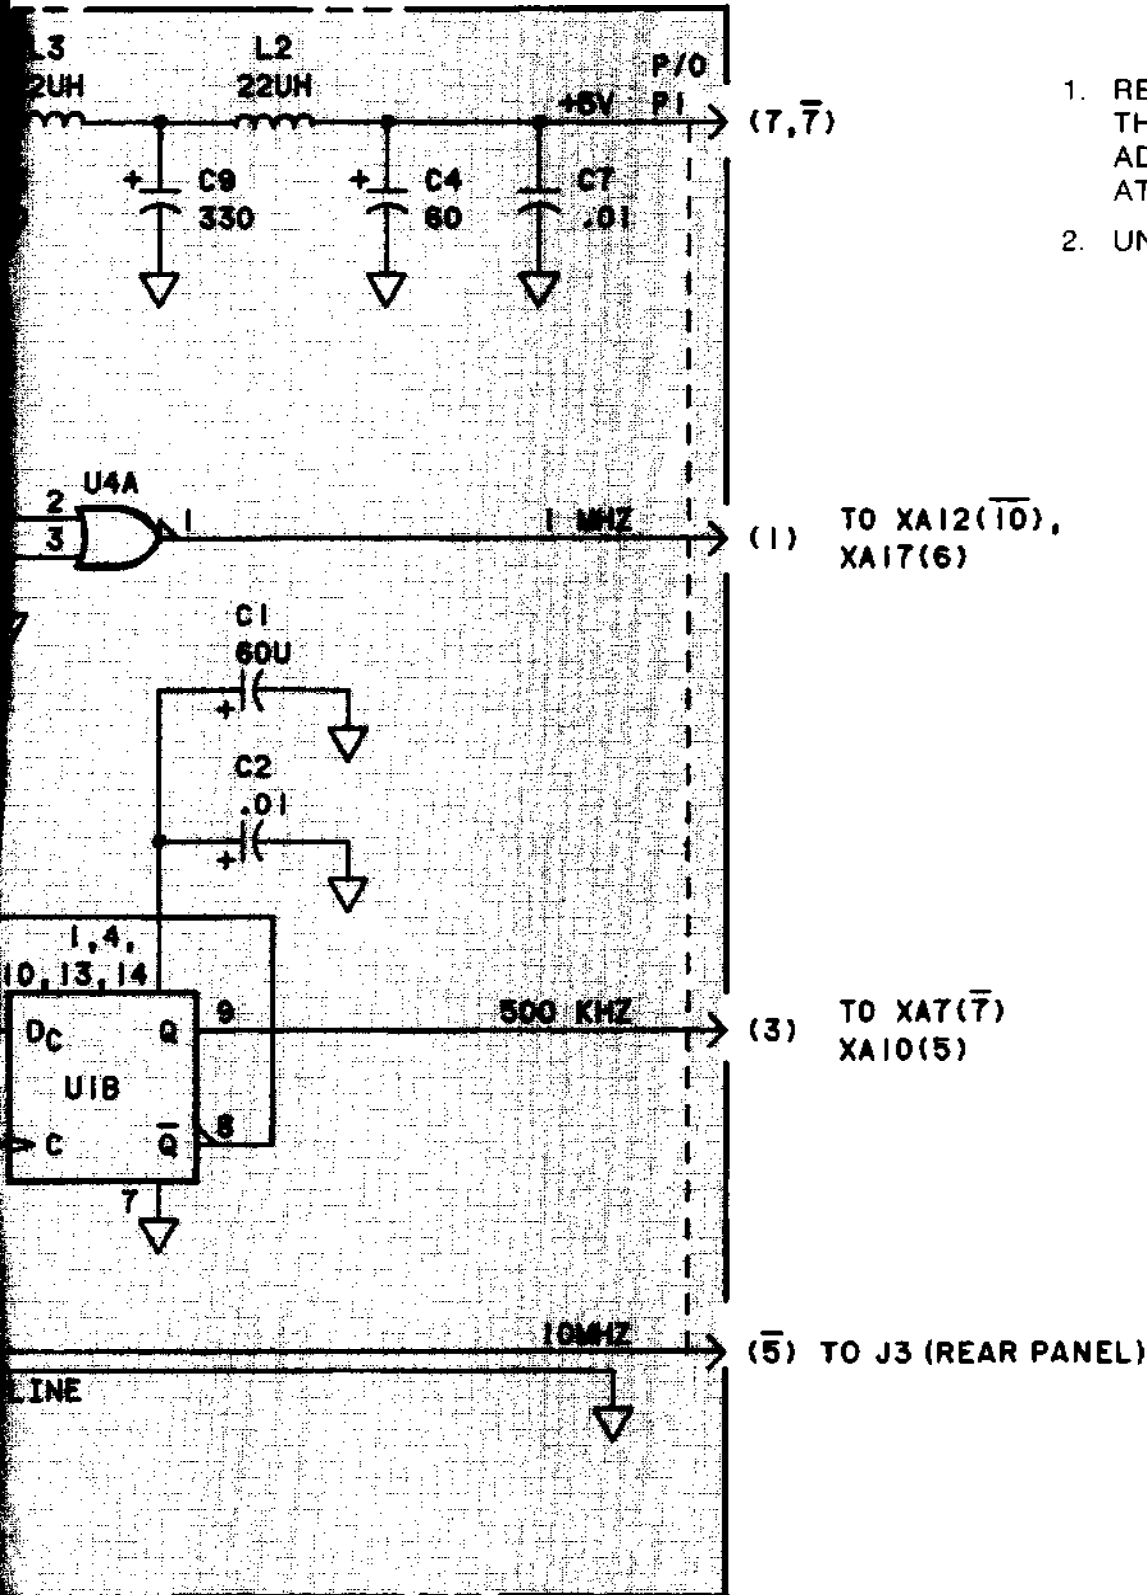 L3
2UH
L2
22UH
P/O
P1
+5V
(7,7̅)
C9
330
C4
60
C7
.01
+
+
1. RE
TH
AD
AT
2. UN
U4A
2
3
1
1 MHZ
(1)
TO XA12(1̅0̅),
XA17(6)
C1
60U
+
C2
.01
+
1,4,
10,13,14
DC
Q
9
500 KHZ
(3)
TO XA7(7̅)
XA10(5)
U1B
C
Q̅
8
7
10MHZ
(5̅) TO J3 (REAR PANEL)
LINE